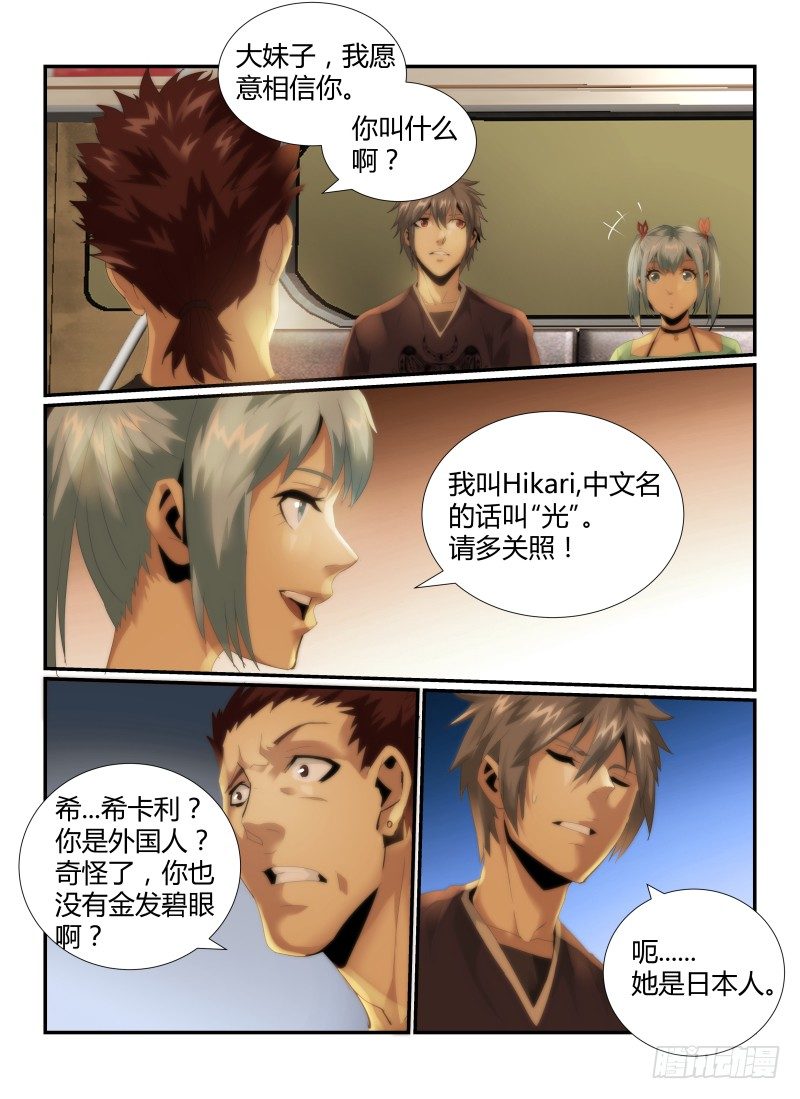 大妹子，我愿
意相信你。
你叫什么
啊？
我叫Hikari,中文名
的话叫“光”。
请多关照！
希...希卡利？
你是外国人？
奇怪了，你也
没有金发碧眼
啊？
呃......
她是日本人。
腾讯动漫